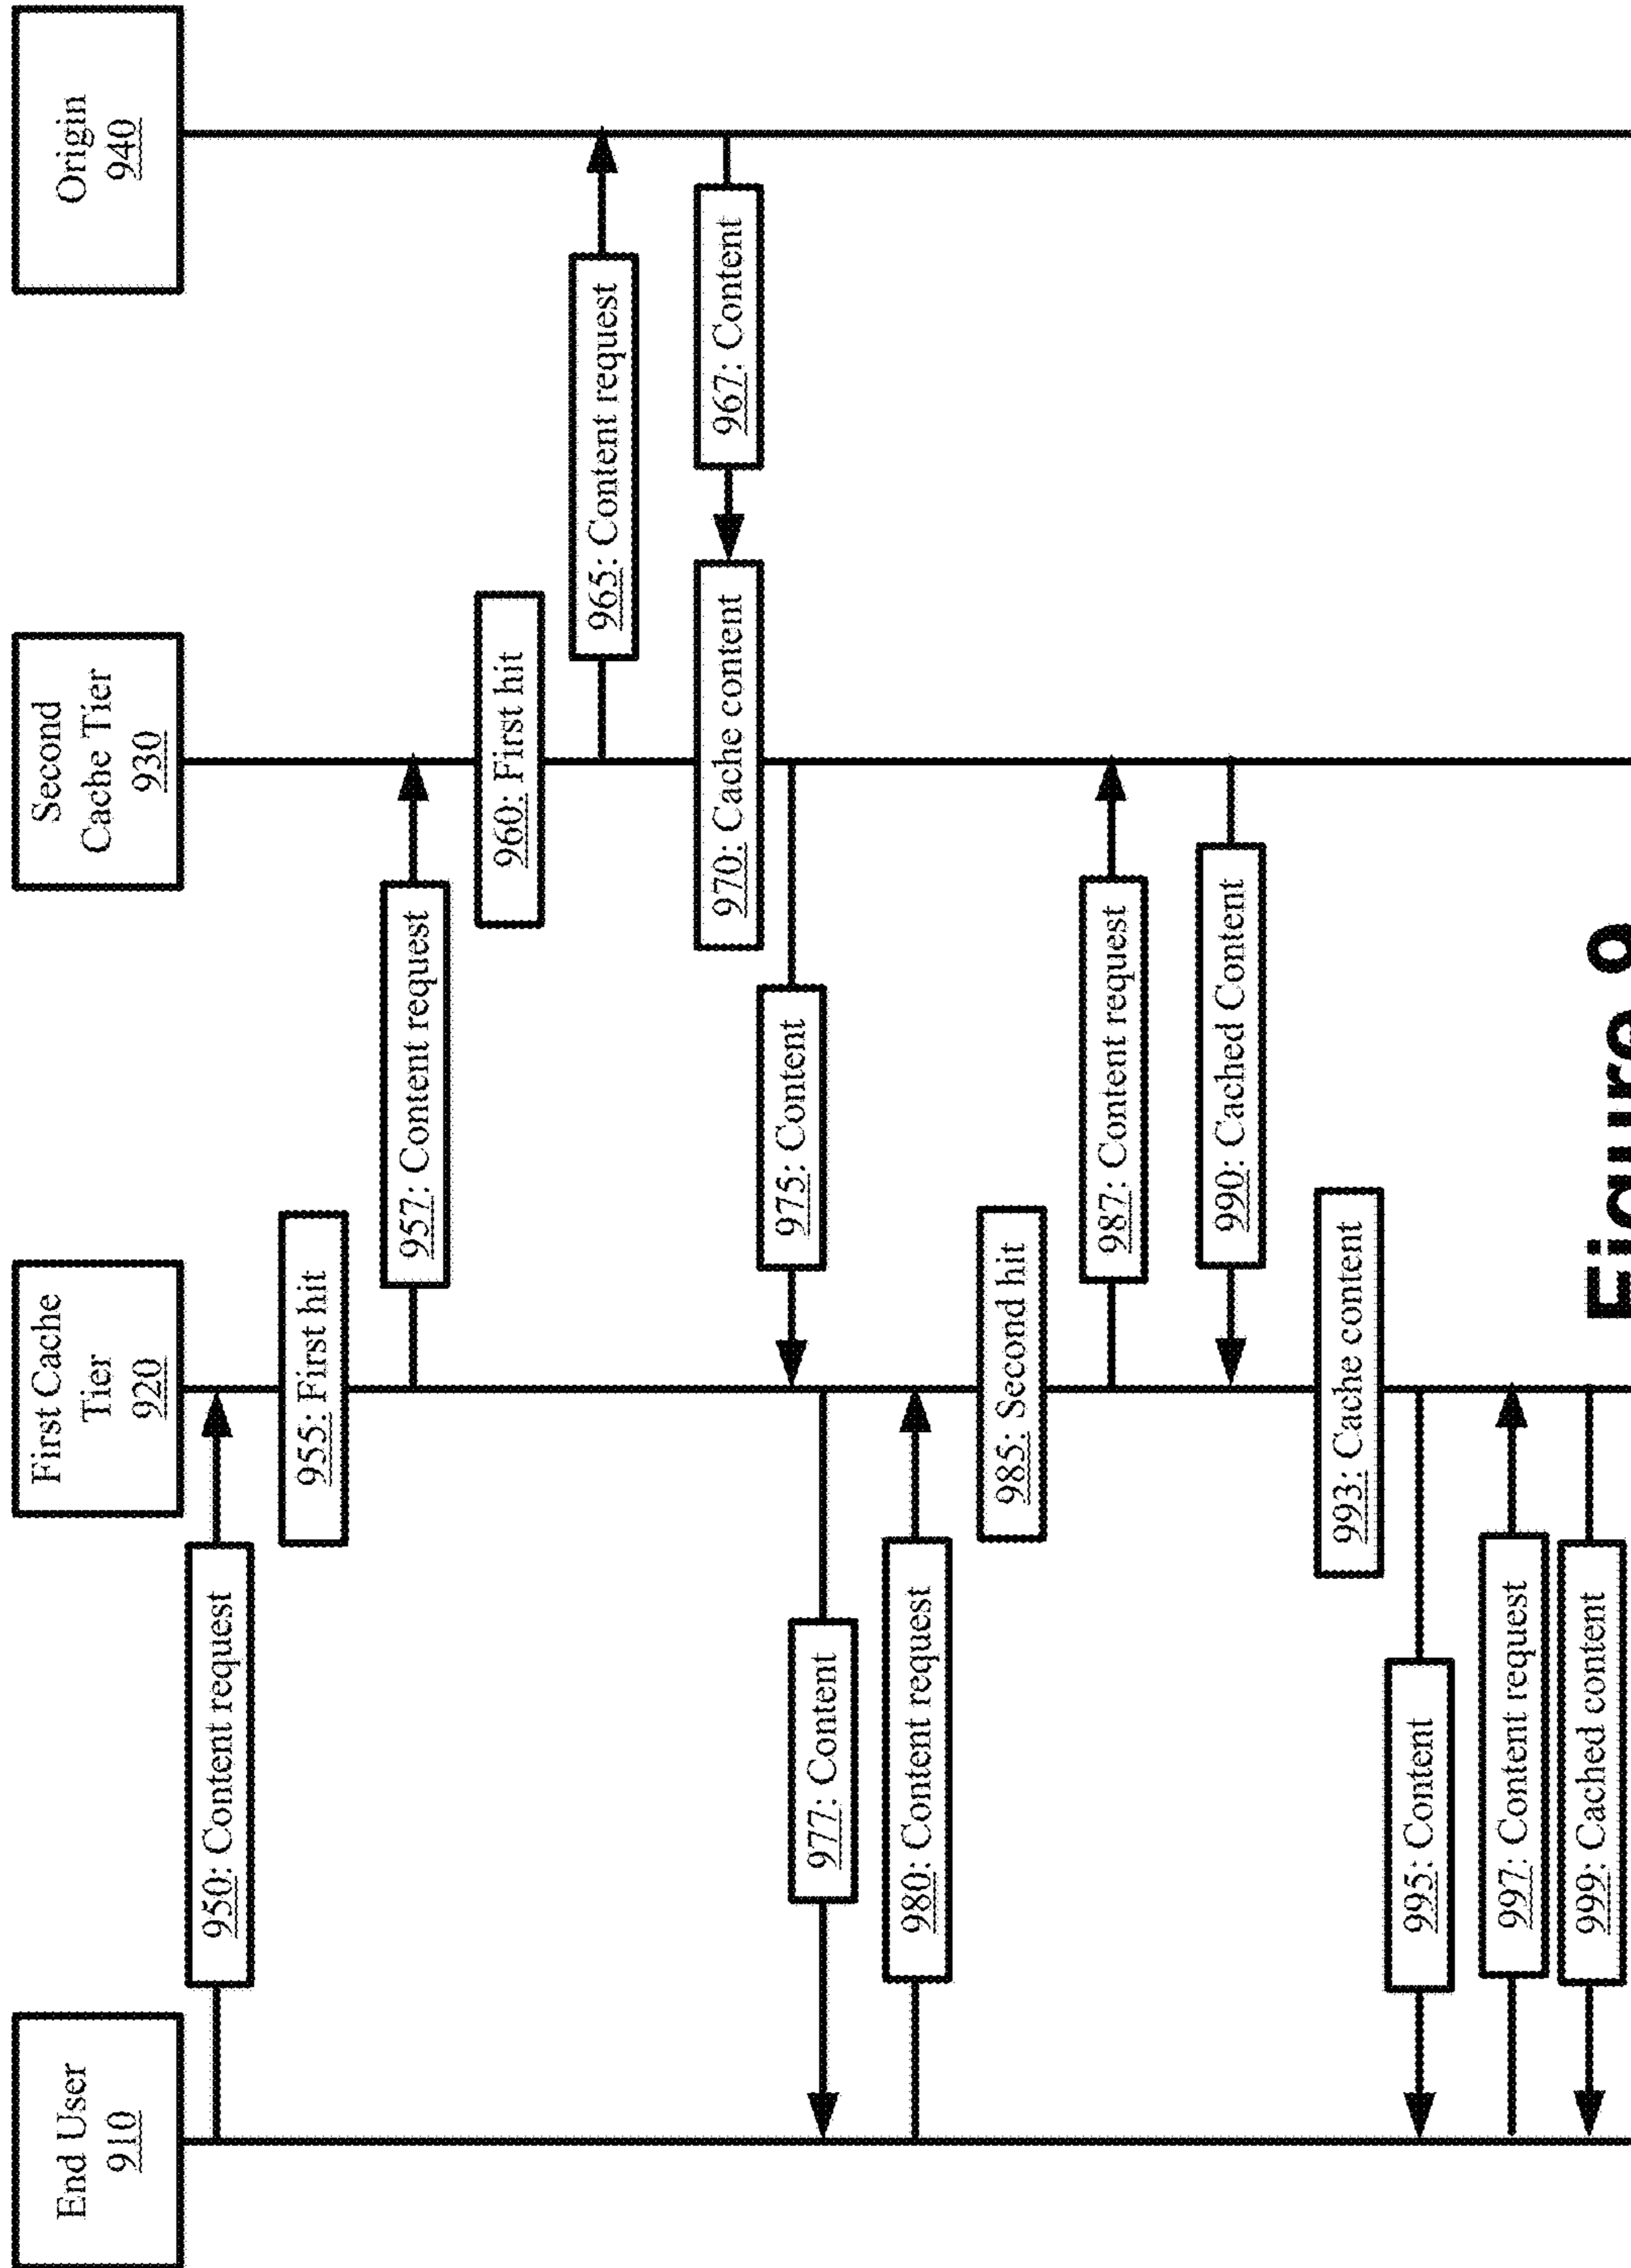 End User
910
First Cache
Tier
920
Second
Cache Tier
930
Origin
940
950: Content request
955: First hit
957: Content request
960: First hit
965: Content request
967: Content
970: Cache content
975: Content
977: Content
980: Content request
985: Second hit
987: Content request
990: Cached Content
993: Cache content
995: Content
997: Content request
999: Cached content
Figure 9